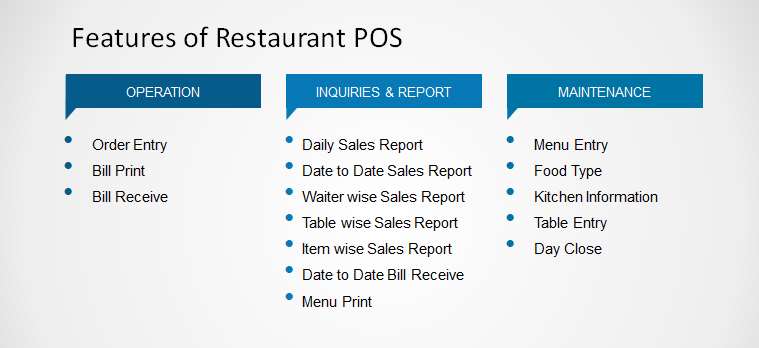 Features of Restaurant POS
OPERATION
Order Entry
Bill Print
Bill Receive
INQUIRIES & REPORT
Daily Sales Report
Date to Date Sales Report
Waiter wise Sales Report
Table wise Sales Report
Item wise Sales Report
Date to Date Bill Receive
Menu Print
MAINTENANCE
Menu Entry
Food Type
Kitchen Information
Table Entry
Day Close